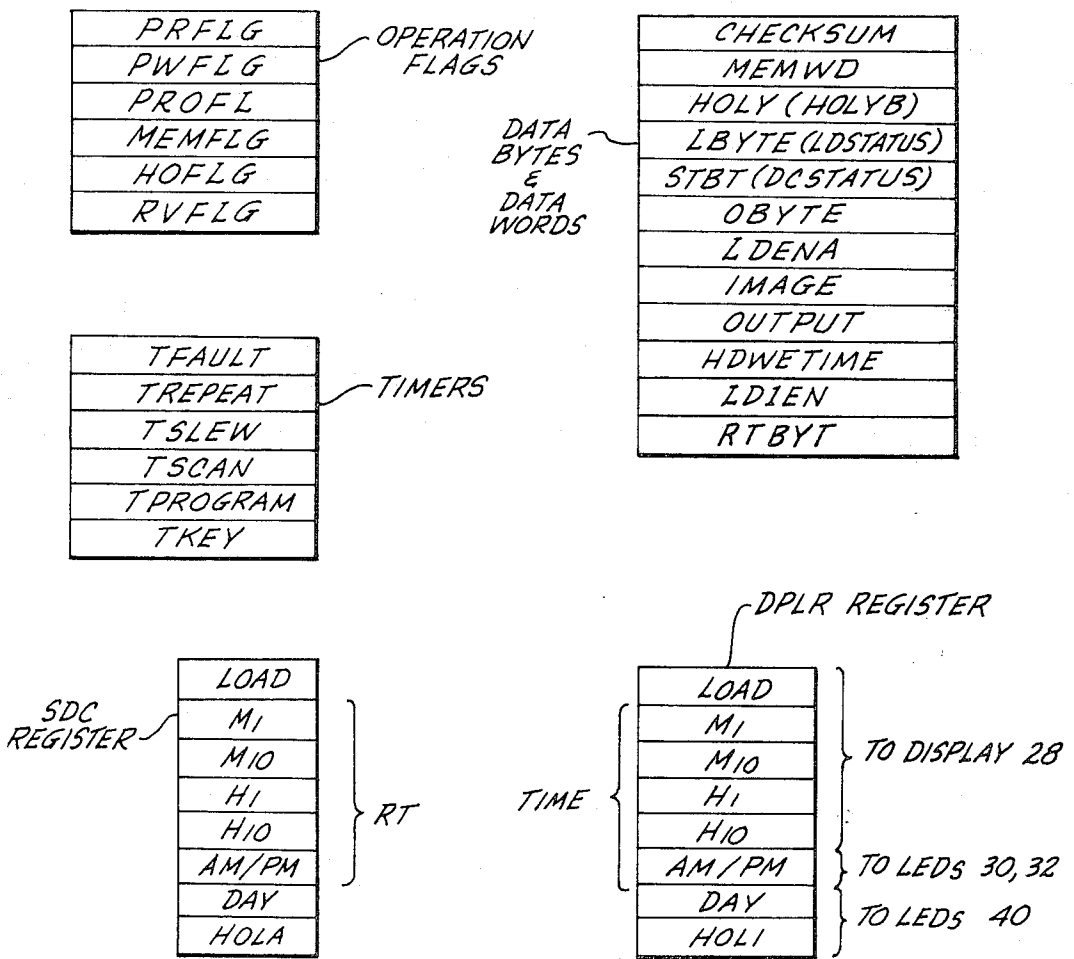 PRFLG
PWFLG
PROFL
MEMFLG
HOFLG
RVFLG
OPERATION
FLAGS
CHECKSUM
MEMWD
HOLY (HOLYB)
LBYTE (LDSTATUS)
STBT (DCSTATUS)
OBYTE
LDENA
IMAGE
OUTPUT
HDWETIME
LD1EN
RTBYT
DATA
BYTES
&
DATA
WORDS
TFAULT
TREPEAT
TSLEW
TSCAN
TPROGRAM
TKEY
TIMERS
SDC
REGISTER
LOAD
M1
M10
H1
H10
AM/PM
DAY
HOLA
RT
DPLR REGISTER
LOAD
M1
M10
H1
H10
AM/PM
DAY
HOL1
TIME
TO DISPLAY 28
TO LEDS 30,32
TO LEDS 40